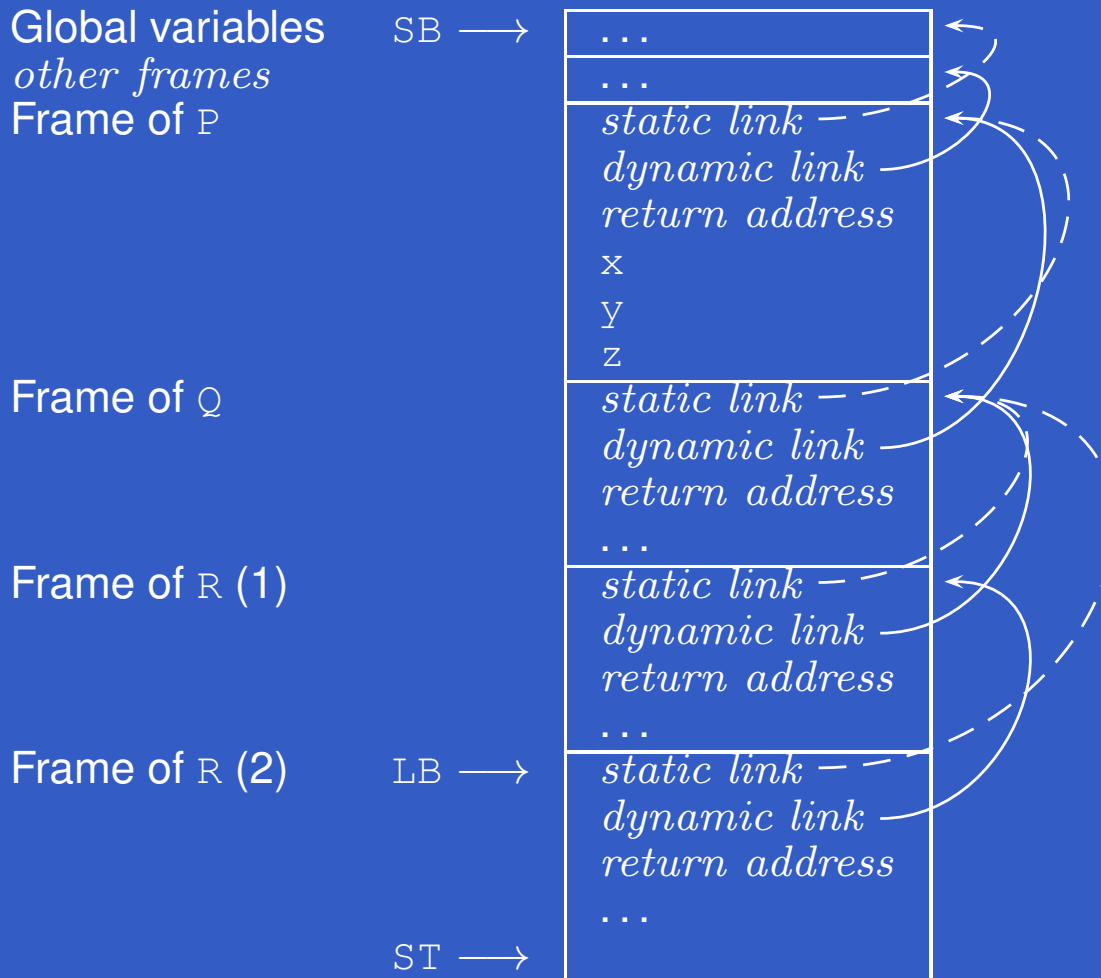 Global variables SB ⟶ ...
other frames ...
Frame of P static link
dynamic link
return address
x
y
z
Frame of Q static link
dynamic link
return address
...
Frame of R (1) static link
dynamic link
return address
...
Frame of R (2) LB ⟶ static link
dynamic link
return address
...
ST ⟶